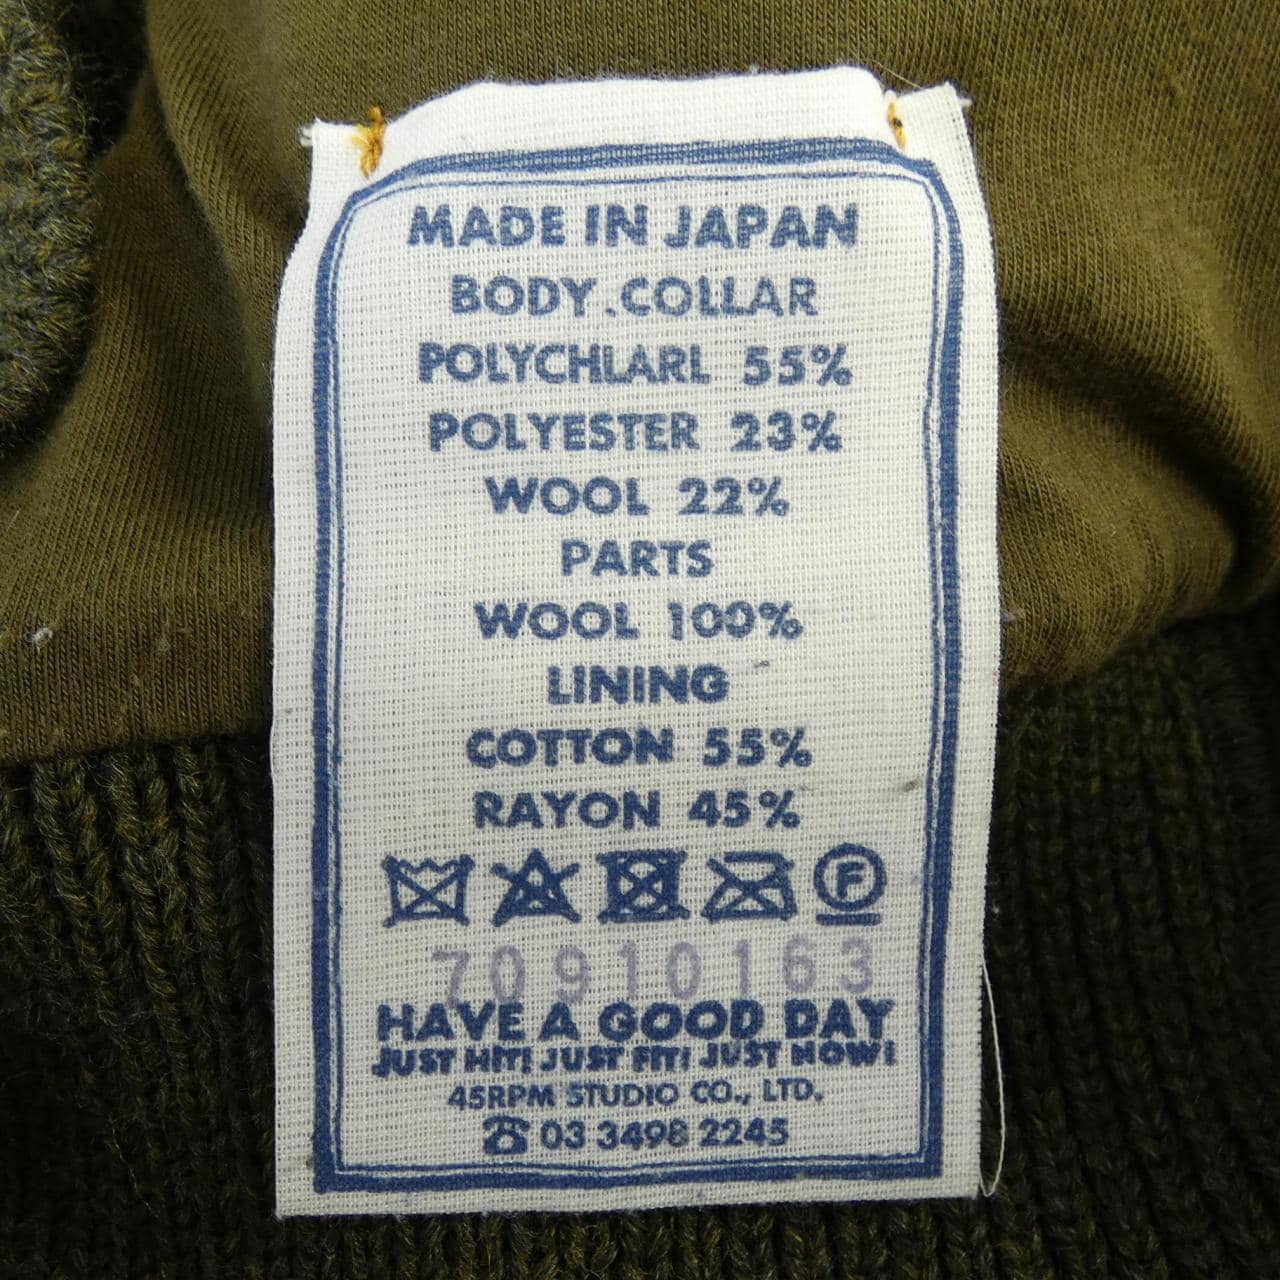 MADE IN JAPAN
BODY.COLLAR
POLYCHLARL 55%
POLYESTER 23%
WOOL 22%
PARTS
WOOL 100%
LINING
COTTON 55%
RAYON 45%
F
70910163
HAVE A GOOD DAY
JUST HIT! JUST FIT! JUST NOW!
45RPM STUDIO CO., LTD.
☎ 03 3498 2245